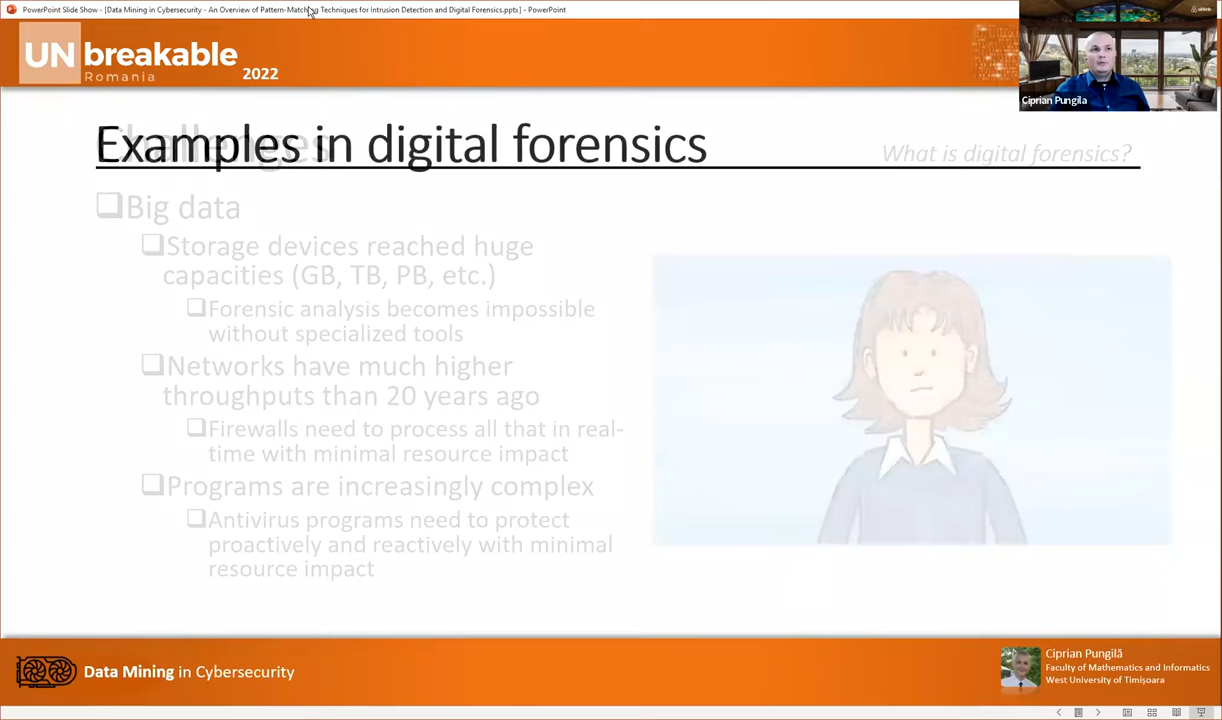 PowerPoint Slide Show - [Data Mining in Cybersecurity - An Overview of Pattern-Matching Techniques for Intrusion Detection and Digital Forensics.pptx] - PowerPoint
UNbreakable
Romania
2022
Ciprian Pungila
Challenges
Examples in digital forensics
What is digital forensics?
Big data
Storage devices reached huge
capacities (GB, TB, PB, etc.)
Forensic analysis becomes impossible
without specialized tools
Networks have much higher
throughputs than 20 years ago
Firewalls need to process all that in real-
time with minimal resource impact
Programs are increasingly complex
Antivirus programs need to protect
proactively and reactively with minimal
resource impact
Data Mining in Cybersecurity
Ciprian Pungilă
Faculty of Mathematics and Informatics
West University of Timișoara